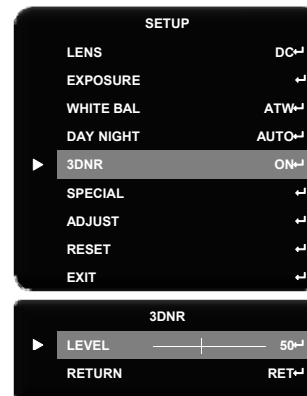 SETUP
LENS DC↵
EXPOSURE ↵
WHITE BAL ATW↵
DAY NIGHT AUTO↵
3DNR ON↵
SPECIAL ↵
ADJUST ↵
RESET ↵
EXIT ↵
3DNR
LEVEL 50↵
RETURN RET↵